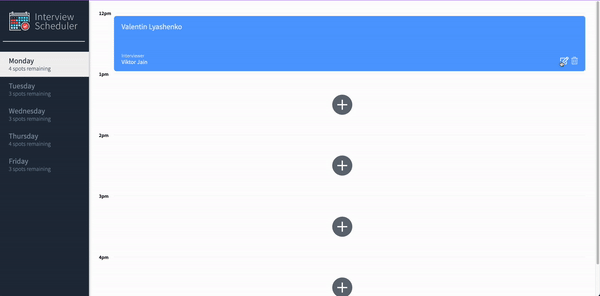 Interview
Scheduler
Monday
4 spots remaining
Tuesday
3 spots remaining
Wednesday
3 spots remaining
Thursday
4 spots remaining
Friday
3 spots remaining
12pm
Valentin Lyashenko
Interviewer
Viktor Jain
1pm
2pm
3pm
4pm